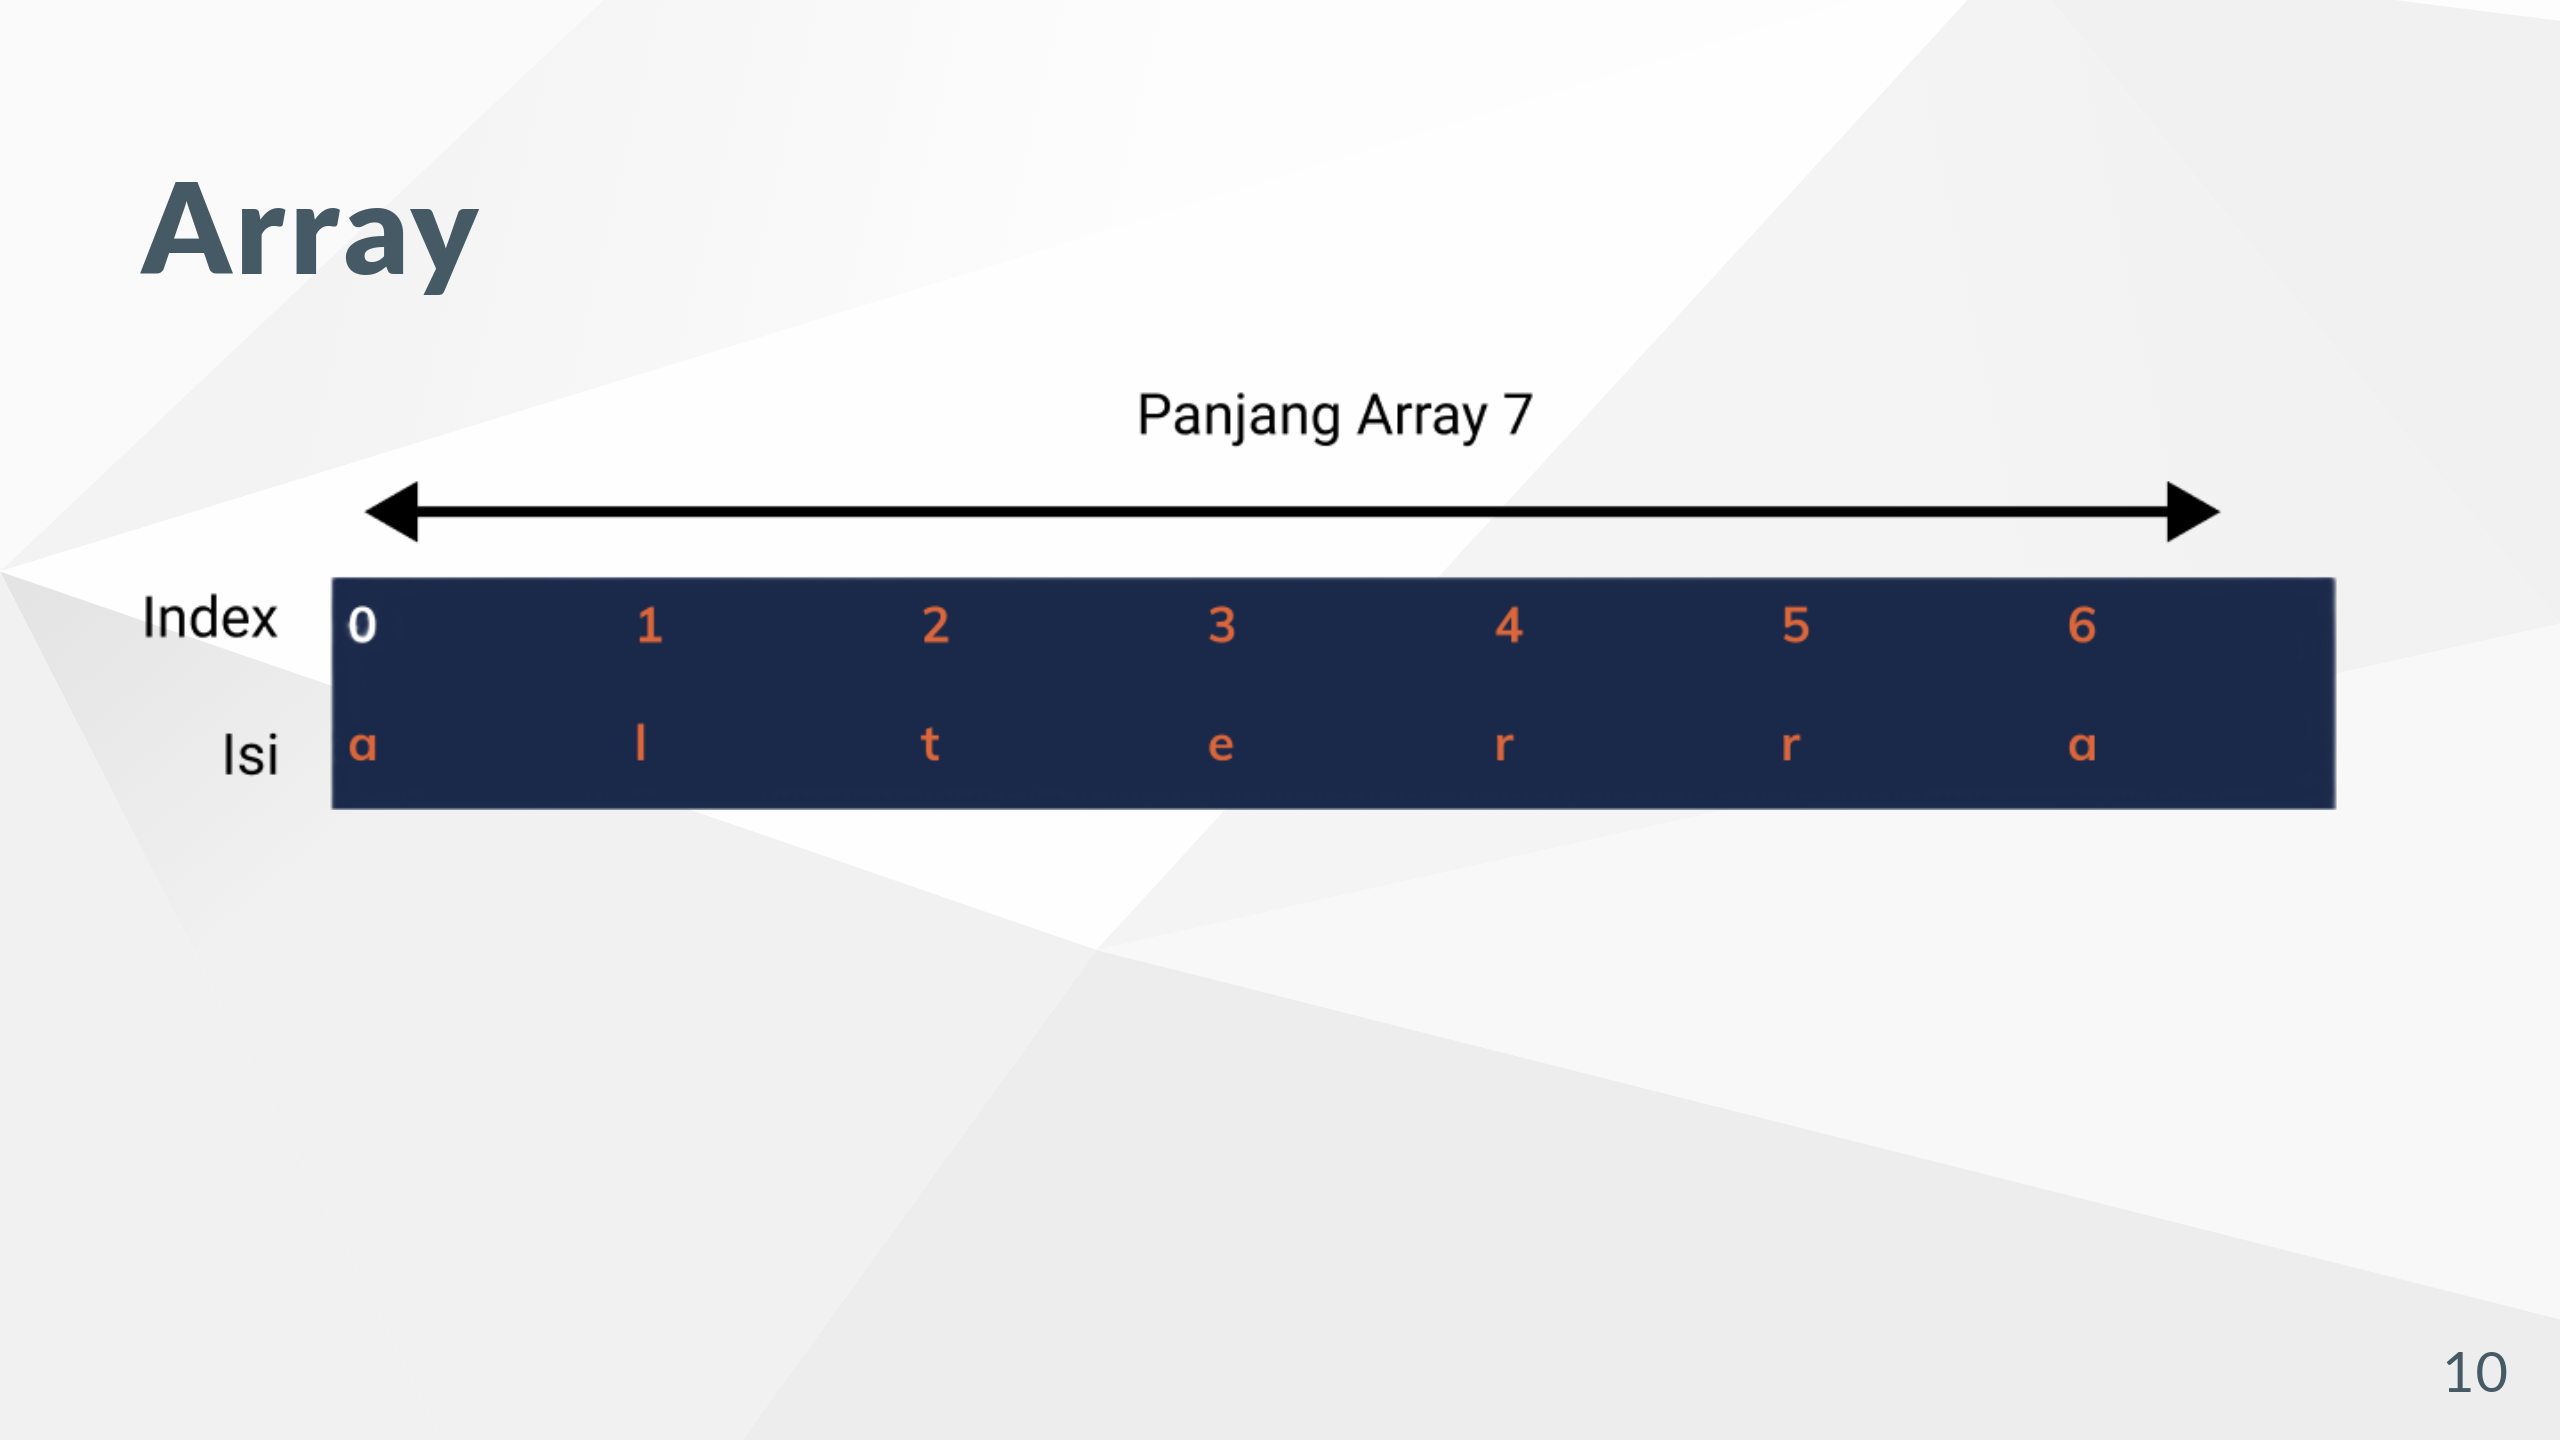 Array
Panjang Array 7
Index 0 1 2 3 4 5 6
Isi a l t e r r a
10